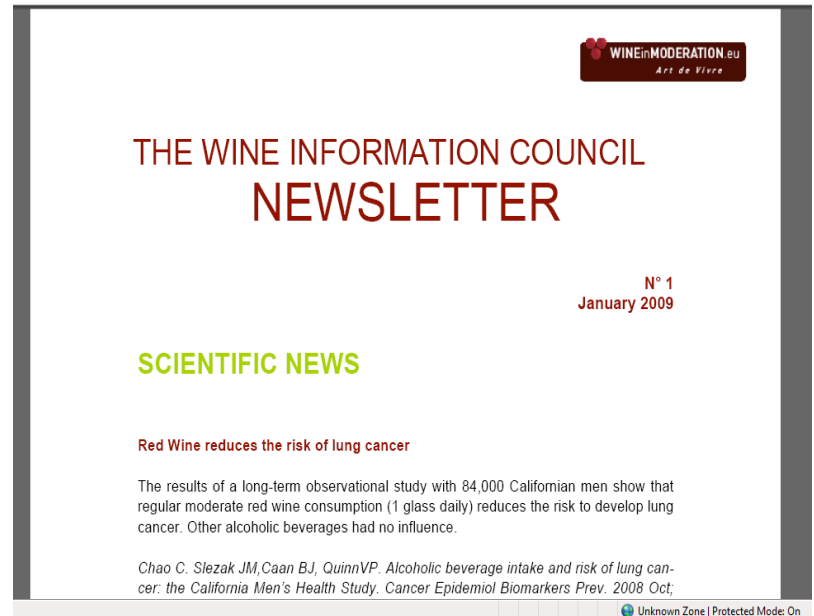 WINEinMODERATION.eu
Art de Vivre
THE WINE INFORMATION COUNCIL
NEWSLETTER
N° 1
January 2009
SCIENTIFIC NEWS
Red Wine reduces the risk of lung cancer
The results of a long-term observational study with 84,000 Californian men show that
regular moderate red wine consumption (1 glass daily) reduces the risk to develop lung
cancer. Other alcoholic beverages had no influence.
Chao C. Slezak JM,Caan BJ, QuinnVP. Alcoholic beverage intake and risk of lung can-
cer: the California Men's Health Study. Cancer Epidemiol Biomarkers Prev. 2008 Oct;
Unknown Zone | Protected Mode: On